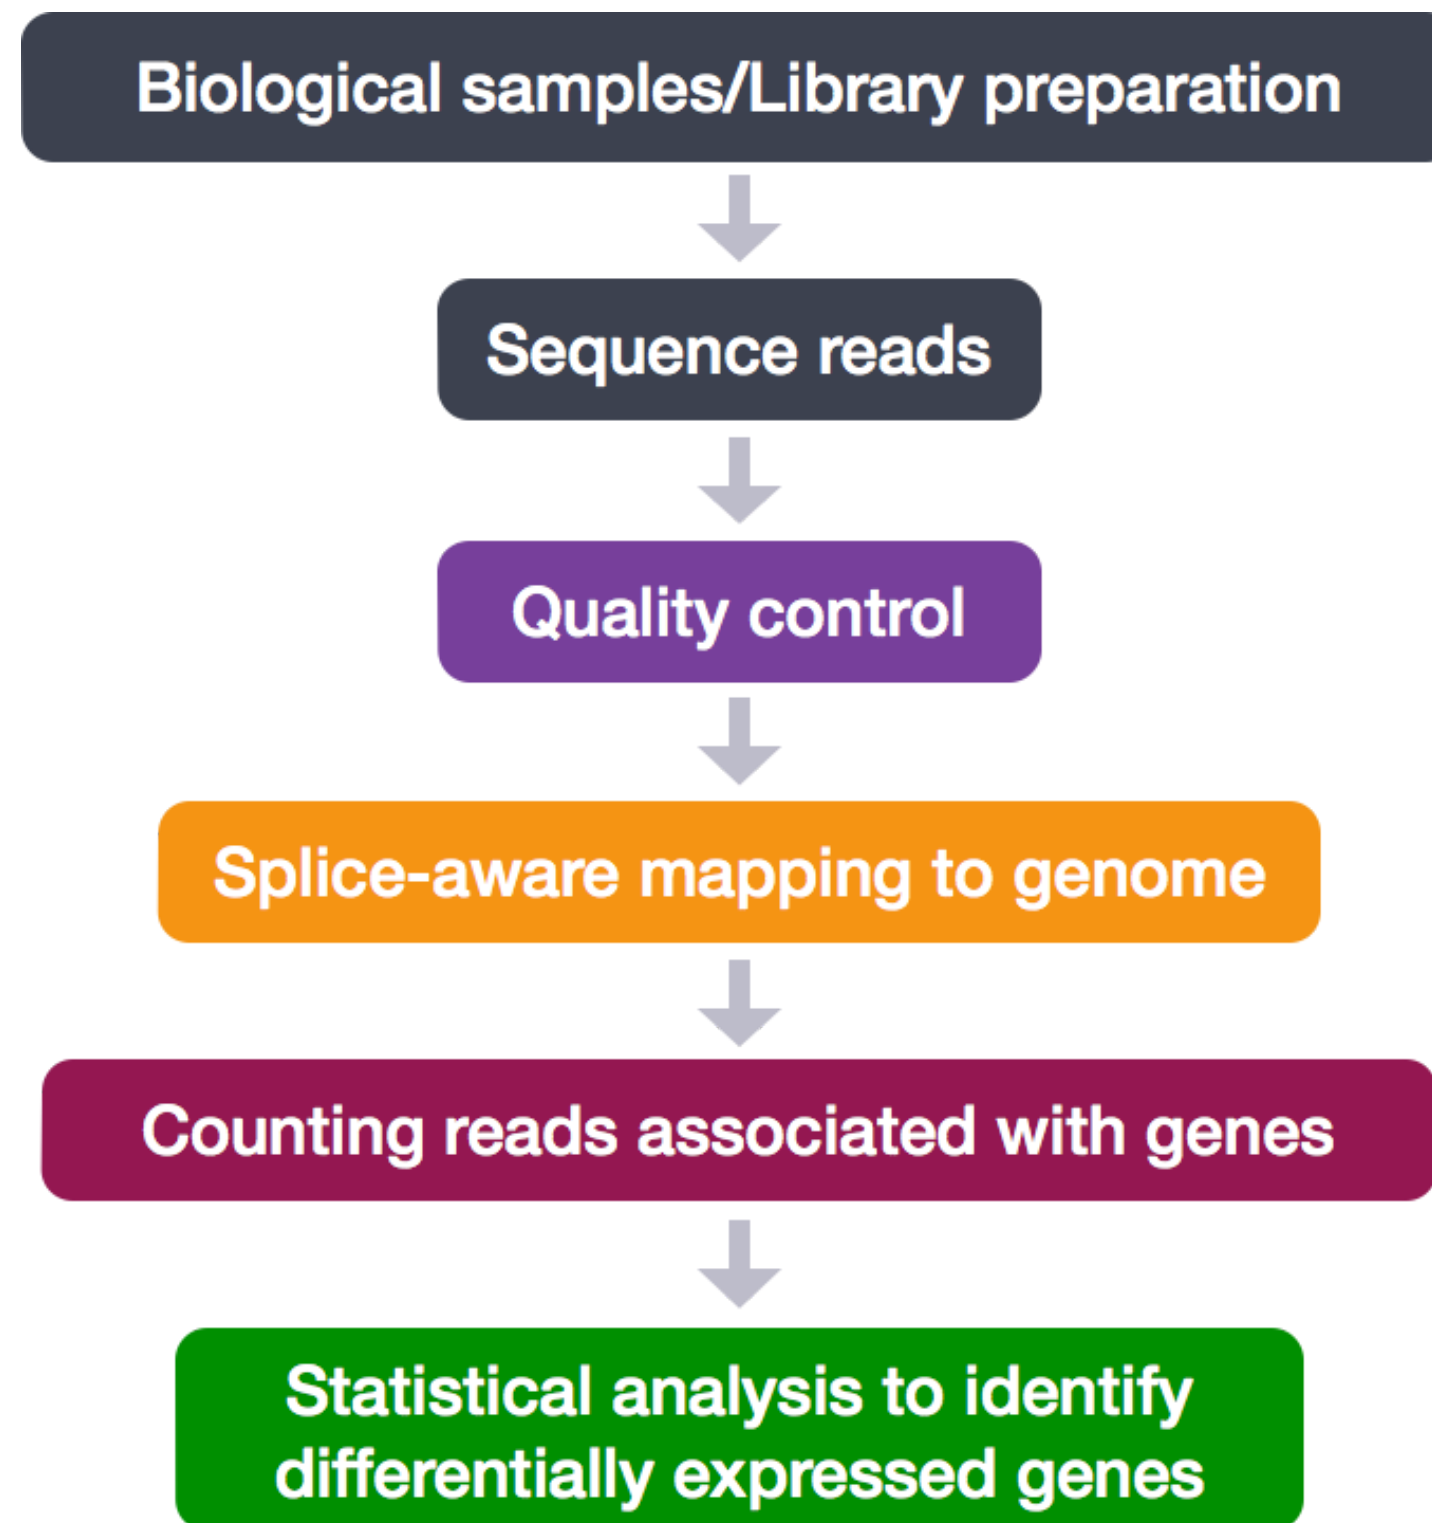 Biological samples/Library preparation
Sequence reads
Quality control
Splice-aware mapping to genome
Counting reads associated with genes
Statistical analysis to identify
differentially expressed genes